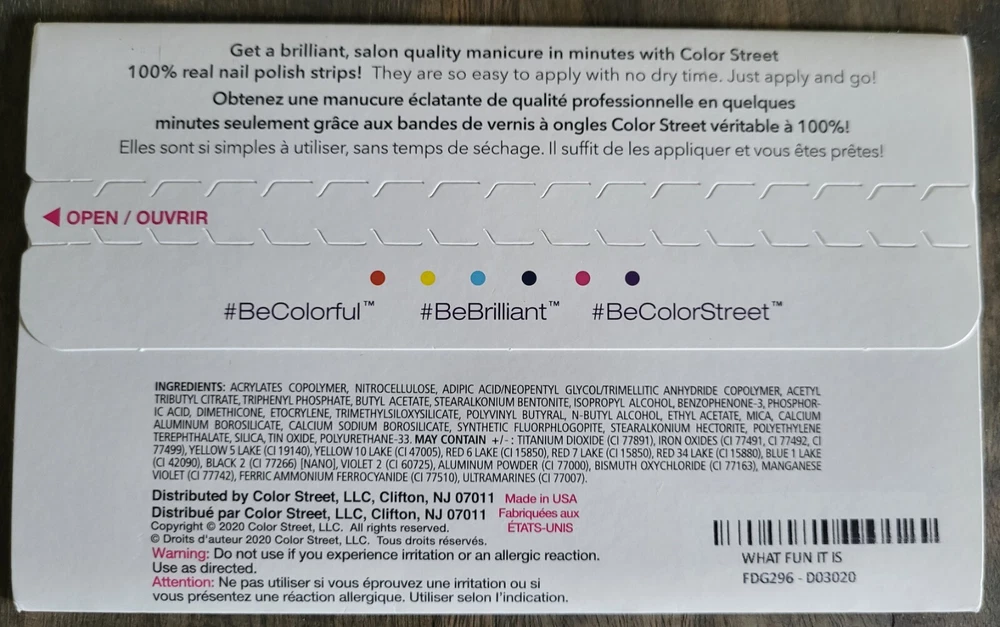 Get a brilliant, salon quality manicure in minutes with Color Street
100% real nail polish strips! They are so easy to apply with no dry time. Just apply and go!
Obtenez une manucure éclatante de qualité professionnelle en quelques
minutes seulement grâce aux bandes de vernis à ongles Color Street véritable à 100%!
Elles sont si simples à utiliser, sans temps de séchage. Il suffit de les appliquer et vous êtes prêtes!
OPEN / OUVRIR
#BeColorful™ #BeBrilliant™ #BeColorStreet™
INGREDIENTS: ACRYLATES COPOLYMER, NITROCELLULOSE, ADIPIC ACID/NEOPENTYL GLYCOL/TRIMELLITIC ANHYDRIDE COPOLYMER, ACETYL
TRIBUTYL CITRATE, TRIPHENYL PHOSPHATE, BUTYL ACETATE, STEARALKONIUM BENTONITE, ISOPROPYL ALCOHOL, BENZOPHENONE-3, PHOSPHOR-
IC ACID, DIMETHICONE, ETOCRYLENE, TRIMETHYLSILOXYSILICATE, POLYVINYL BUTYRAL, N-BUTYL ALCOHOL, ETHYL ACETATE, MICA, CALCIUM
ALUMINUM BOROSILICATE, CALCIUM SODIUM BOROSILICATE, SYNTHETIC FLUORPHLOGOPITE, STEARALKONIUM HECTORITE, POLYETHYLENE
TEREPHTHALATE, SILICA, TIN OXIDE, POLYURETHANE-33. MAY CONTAIN +/- : TITANIUM DIOXIDE (CI 77891), IRON OXIDES (CI 77491, CI 77492, CI
77499), YELLOW 5 LAKE (CI 19140), YELLOW 10 LAKE (CI 47005), RED 6 LAKE (CI 15850), RED 7 LAKE (CI 15850), RED 34 LAKE (CI 15880), BLUE 1 LAKE
(CI 42090), BLACK 2 (CI 77266) [NANO], VIOLET 2 (CI 60725), ALUMINUM POWDER (CI 77000), BISMUTH OXYCHLORIDE (CI 77163), MANGANESE
VIOLET (CI 77742), FERRIC AMMONIUM FERROCYANIDE (CI 77510), ULTRAMARINES (CI 77007).
Distributed by Color Street, LLC, Clifton, NJ 07011 Made in USA
Distribué par Color Street, LLC, Clifton, NJ 07011 Fabriquées aux
ÉTATS-UNIS
Copyright © 2020 Color Street, LLC. All rights reserved.
© Droits d'auteur 2020 Color Street, LLC. Tous droits réservés.
Warning: Do not use if you experience irritation or an allergic reaction.
Use as directed.
Attention: Ne pas utiliser si vous éprouvez une irritation ou si
vous présentez une réaction allergique. Utiliser selon l'indication.
WHAT FUN IT IS
FDG296 - D03020